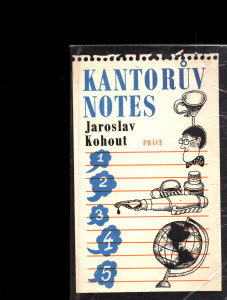 KANTORŮV
NOTES
Jaroslav
Kohout
PRÁCE
1
2
3
4
5